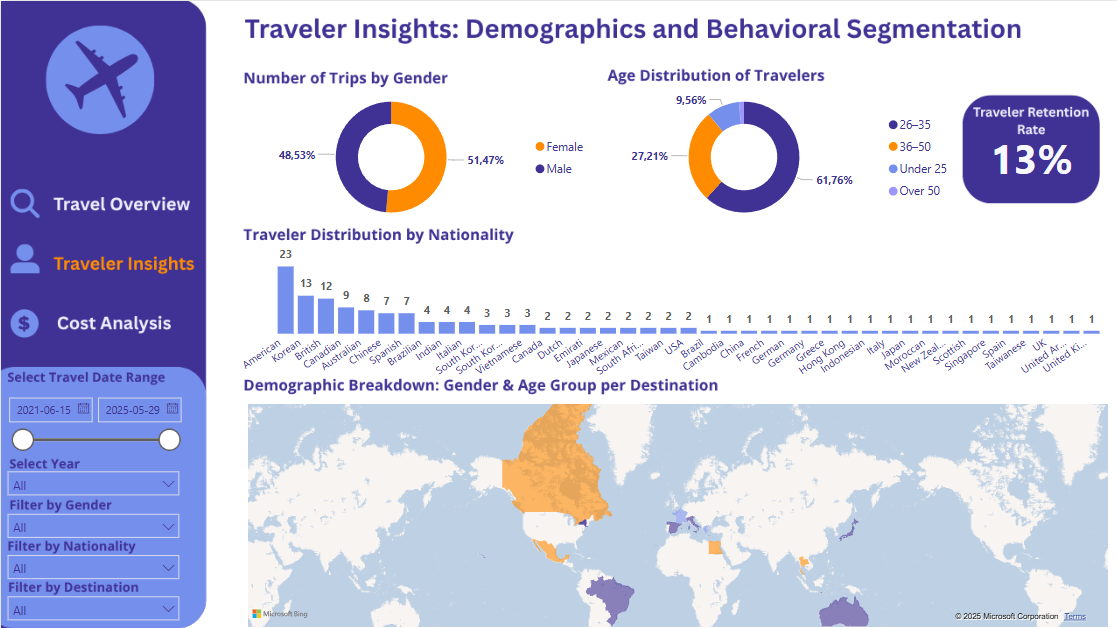 Traveler Insights: Demographics and Behavioral Segmentation
Travel Overview
Traveler Insights
$
Cost Analysis
Select Travel Date Range
2021-06-15
2025-05-29
Select Year
All
Filter by Gender
All
Filter by Nationality
All
Filter by Destination
All
Number of Trips by Gender
48,53%
51,47%
Female
Male
Age Distribution of Travelers
9,56%
27,21%
61,76%
26–35
36–50
Under 25
Over 50
Traveler Retention
Rate
13%
Traveler Distribution by Nationality
23 13 12 9 8 7 7 4 4 4 3 3 3 2 2 2 2 2 2 2 2 1 1 1 1 1 1 1 1 1 1 1 1 1 1 1 1 1 1 1 1
American Korean British Canadian Australian Chinese Spanish Brazilian Indian Italian South Kor... South Kor... Vietnamese Canada Dutch Emirati Japanese Mexican South Afri... Taiwan USA Brazil Cambodia China French German Germany Greece Hong Kong Indonesian Italy Japan Moroccan New Zeal... Scottish Singapore Spain Taiwanese UK United Ar... United Ki...
Demographic Breakdown: Gender & Age Group per Destination
Microsoft Bing
© 2025 Microsoft Corporation Terms